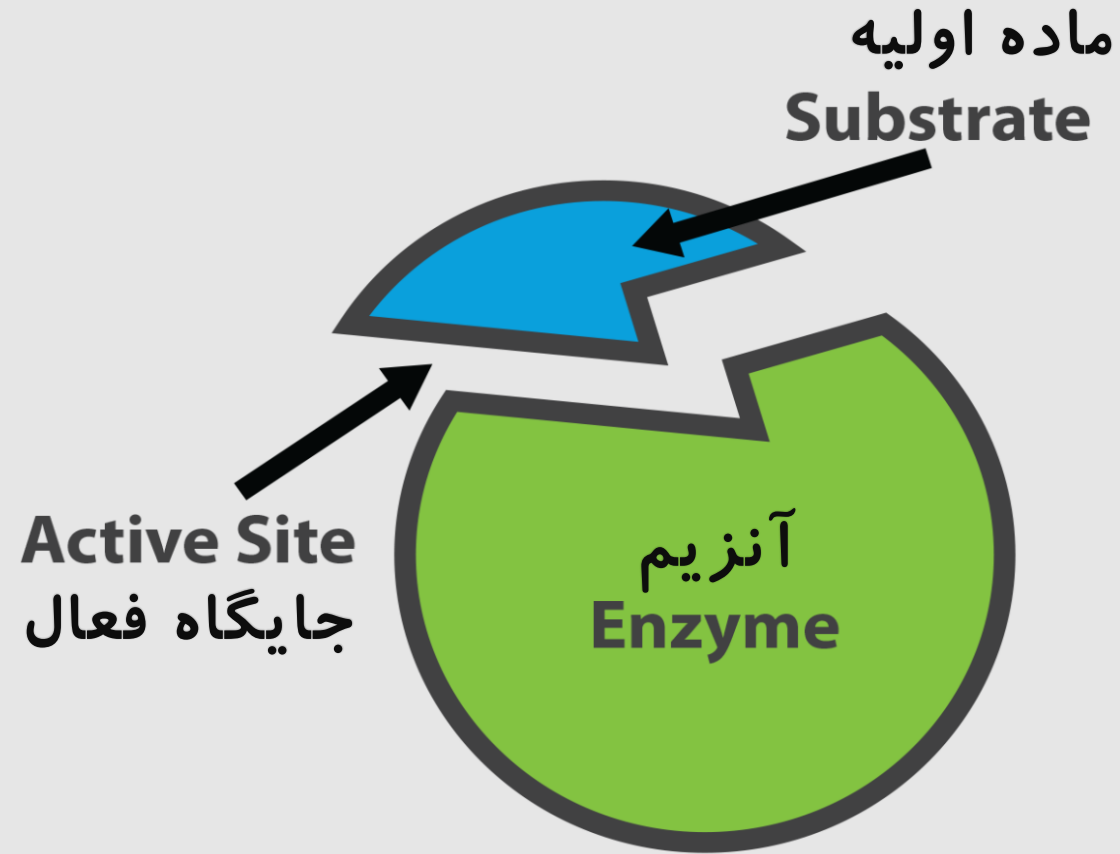 ماده اولیه
Substrate
Active Site
جایگاه فعال
آنزیم
Enzyme